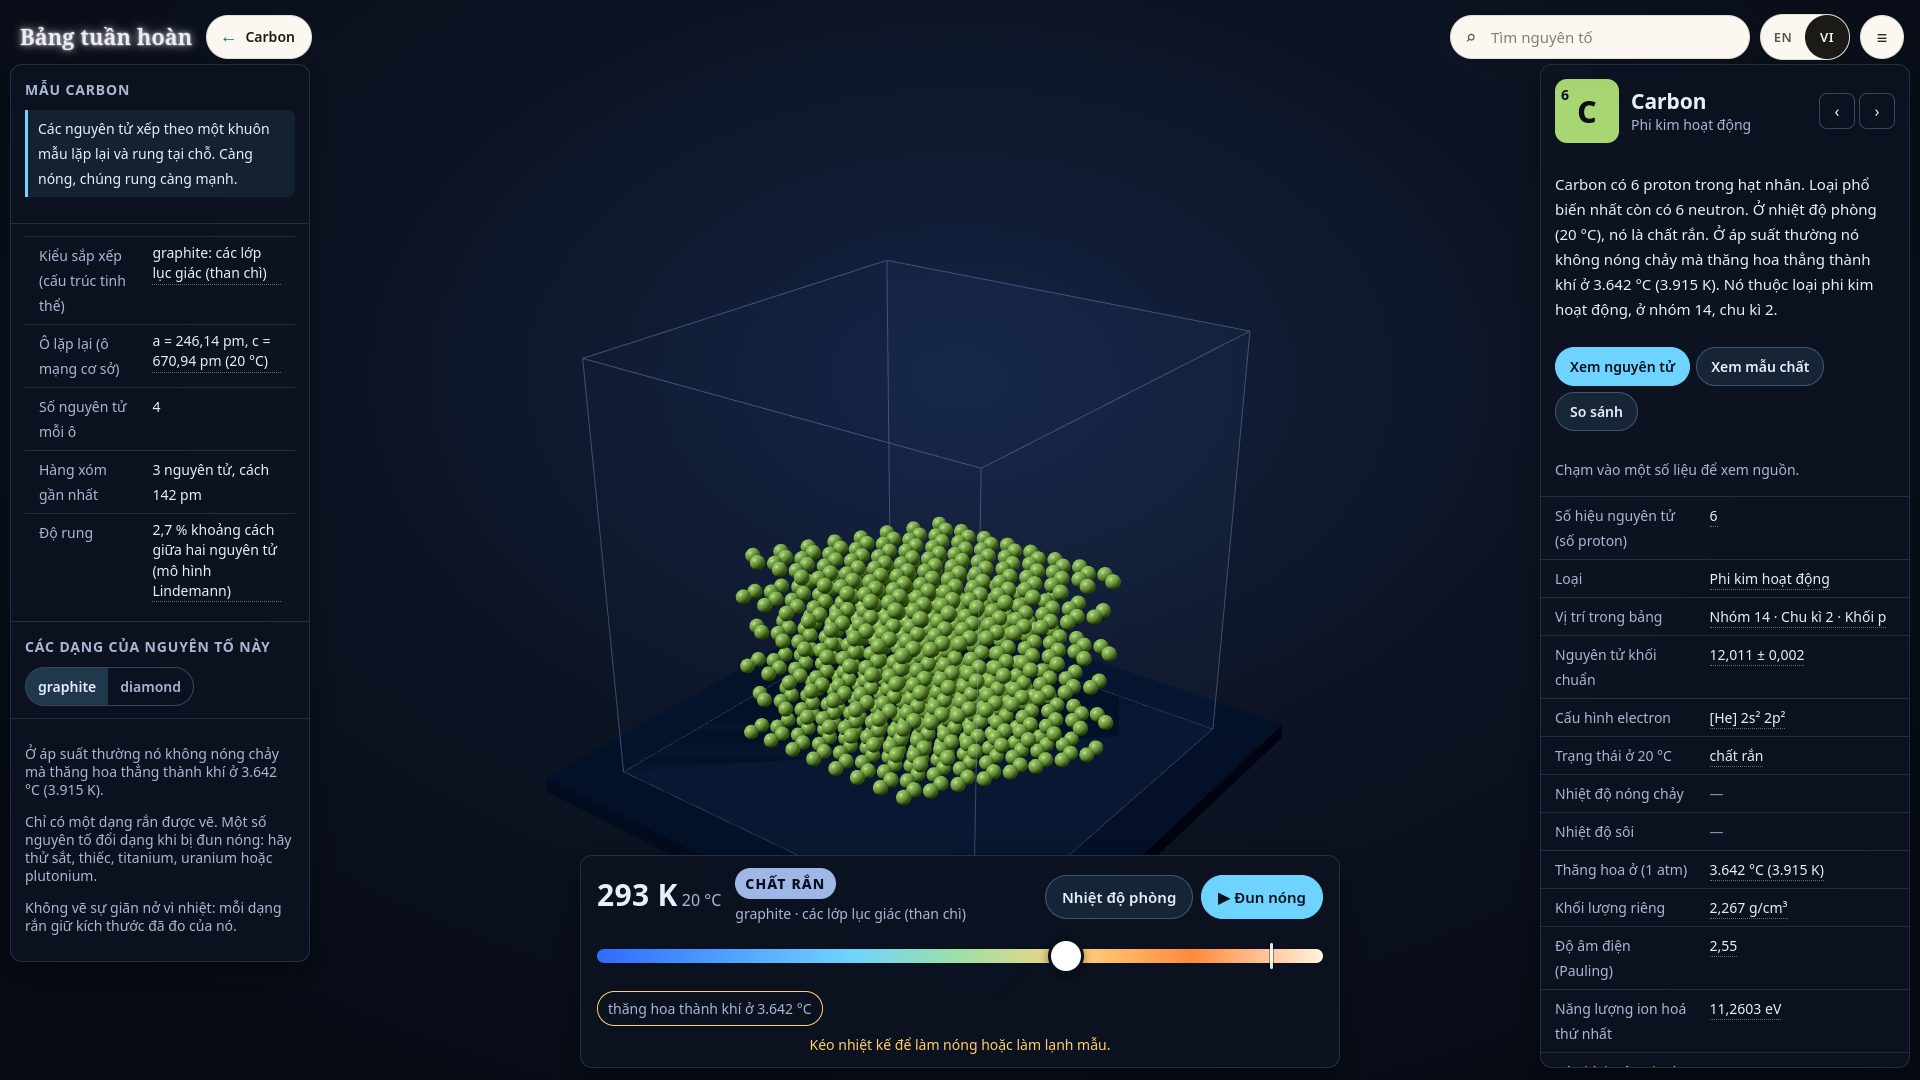 Bảng tuần hoàn
← Carbon
Tìm nguyên tố
EN
VI
MẪU CARBON
Các nguyên tử xếp theo một khuôn
mẫu lặp lại và rung tại chỗ. Càng
nóng, chúng rung càng mạnh.
Kiểu sắp xếp
(cấu trúc tinh
thể)
graphite: các lớp
lục giác (than chì)
Ô lặp lại (ô
mạng cơ sở)
a = 246,14 pm, c =
670,94 pm (20 °C)
Số nguyên tử
mỗi ô
4
Hàng xóm
gần nhất
3 nguyên tử, cách
142 pm
Độ rung
2,7 % khoảng cách
giữa hai nguyên tử
(mô hình
Lindemann)
CÁC DẠNG CỦA NGUYÊN TỐ NÀY
graphite
diamond
Ở áp suất thường nó không nóng chảy
mà thăng hoa thẳng thành khí ở 3.642
°C (3.915 K).
Chỉ có một dạng rắn được vẽ. Một số
nguyên tố đổi dạng khi bị đun nóng: hãy
thử sắt, thiếc, titanium, uranium hoặc
plutonium.
Không vẽ sự giãn nở vì nhiệt: mỗi dạng
rắn giữ kích thước đã đo của nó.
293 K 20 °C
CHẤT RẮN
graphite · các lớp lục giác (than chì)
Nhiệt độ phòng
▶ Đun nóng
thăng hoa thành khí ở 3.642 °C
Kéo nhiệt kế để làm nóng hoặc làm lạnh mẫu.
6
C
Carbon
Phi kim hoạt động
‹
›
Carbon có 6 proton trong hạt nhân. Loại phổ
biến nhất còn có 6 neutron. Ở nhiệt độ phòng
(20 °C), nó là chất rắn. Ở áp suất thường nó
không nóng chảy mà thăng hoa thẳng thành
khí ở 3.642 °C (3.915 K). Nó thuộc loại phi kim
hoạt động, ở nhóm 14, chu kì 2.
Xem nguyên tử
Xem mẫu chất
So sánh
Chạm vào một số liệu để xem nguồn.
Số hiệu nguyên tử
(số proton)
6
Loại
Phi kim hoạt động
Vị trí trong bảng
Nhóm 14 · Chu kì 2 · Khối p
Nguyên tử khối
chuẩn
12,011 ± 0,002
Cấu hình electron
[He] 2s² 2p²
Trạng thái ở 20 °C
chất rắn
Nhiệt độ nóng chảy
—
Nhiệt độ sôi
—
Thăng hoa ở (1 atm)
3.642 °C (3.915 K)
Khối lượng riêng
2,267 g/cm³
Độ âm điện
(Pauling)
2,55
Năng lượng ion hoá
thứ nhất
11,2603 eV